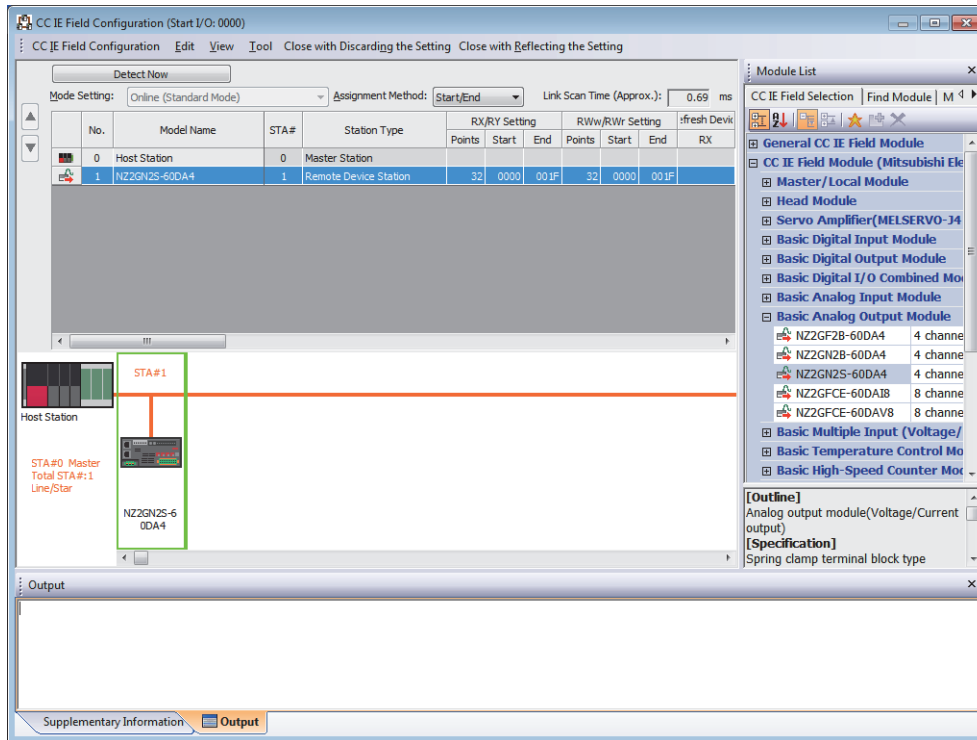 CC IE Field Configuration (Start I/O: 0000)
CC IE Field Configuration Edit View Tool Close with Discarding the Setting Close with Reflecting the Setting
Detect Now
Mode Setting: Online (Standard Mode) Assignment Method: Start/End Link Scan Time (Approx.): 0.69 ms
No. Model Name STA# Station Type RX/RY Setting RWw/RWr Setting efresh Devic
Points Start End Points Start End RX
0 Host Station 0 Master Station
1 NZ2GN2S-60DA4 1 Remote Device Station 32 0000 001F 32 0000 001F
STA#1
Host Station
STA#0 Master
Total STA#:1
Line/Star
NZ2GN2S-6
0DA4
Module List
CC IE Field Selection Find Module M
General CC IE Field Module
CC IE Field Module (Mitsubishi Ele
Master/Local Module
Head Module
Servo Amplifier(MELSERVO-J4
Basic Digital Input Module
Basic Digital Output Module
Basic Digital I/O Combined Mo
Basic Analog Input Module
Basic Analog Output Module
NZ2GF2B-60DA4 4 channe
NZ2GN2B-60DA4 4 channe
NZ2GN2S-60DA4 4 channe
NZ2GFCE-60DAI8 8 channe
NZ2GFCE-60DAV8 8 channe
Basic Multiple Input (Voltage/
Basic Temperature Control Mo
Basic High-Speed Counter Moc
[Outline]
Analog output module(Voltage/Current
output)
[Specification]
Spring clamp terminal block type
Output
Supplementary Information Output